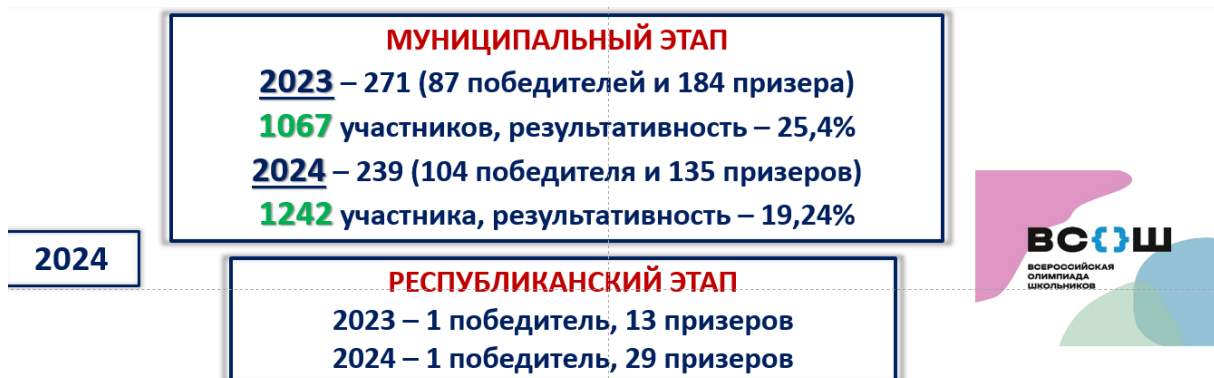 МУНИЦИПАЛЬНЫЙ ЭТАП
2023 – 271 (87 победителей и 184 призера)
1067 участников, результативность – 25,4%
2024 – 239 (104 победителя и 135 призеров)
1242 участника, результативность – 19,24%
2024
РЕСПУБЛИКАНСКИЙ ЭТАП
2023 – 1 победитель, 13 призеров
2024 – 1 победитель, 29 призеров
ВС{}Ш
ВСЕРОССИЙСКАЯ
ОЛИМПИАДА
ШКОЛЬНИКОВ